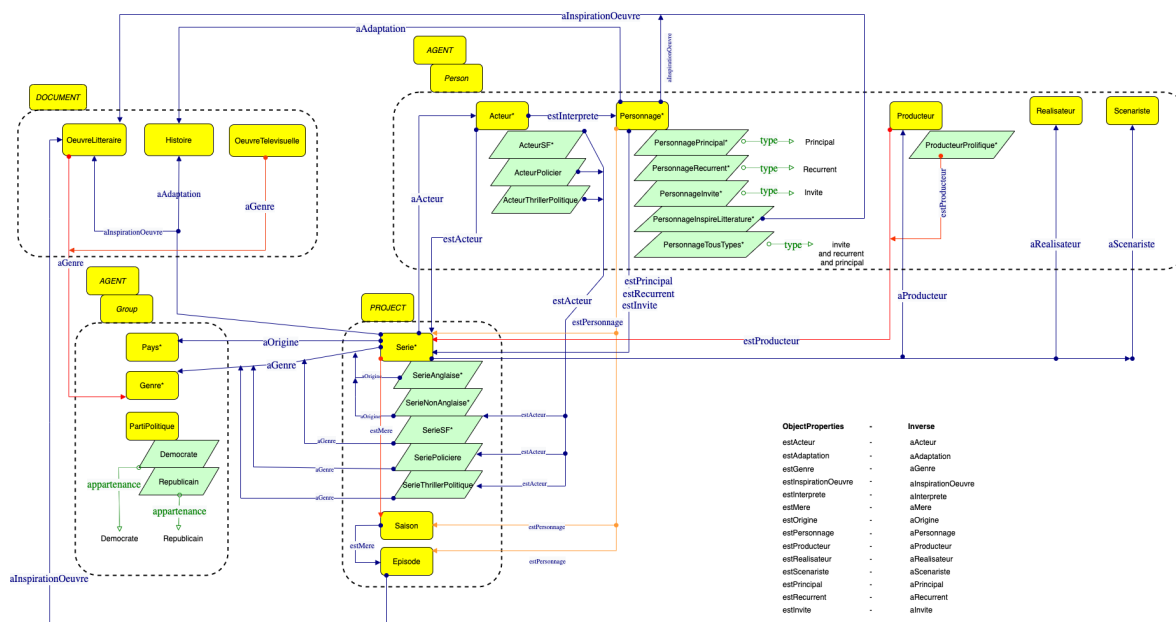 aInspirationOeuvre
aAdaptation
AGENT
Person
aInspirationOeuvre
DOCUMENT
OeuvreLitteraire
Histoire
OeuvreTelevisuelle
aAdaptation
aInspirationOeuvre
aGenre
aGenre
Acteur*
estInterprete
Personnage*
Producteur
Realisateur
Scenariste
ActeurSF*
ActeurPolicier
ActeurThrillerPolitique
PersonnagePrincipal*
type
Principal
PersonnageRecurrent*
type
Recurrent
PersonnageInvite*
type
Invite
PersonnageInspireLitterature*
PersonnageTousTypes*
type
invite
and recurrent
and principal
ProducteurProlifique*
estProducteur
aActeur
estActeur
estActeur
estPrincipal
estRecurrent
estInvite
estPersonnage
aProducteur
aRealisateur
aScenariste
estProducteur
AGENT
Group
Pays*
Genre*
PartiPolitique
Democrate
Republicain
appartenance
appartenance
Democrate
Republicain
aOrigine
aGenre
PROJECT
Serie*
SerieAnglaise*
aOrigine
SerieNonAnglaise*
aOrigine
estMere
SerieSF*
aGenre
SeriePoliciere
aGenre
SerieThrillerPolitique
aGenre
estActeur
estActeur
estActeur
Saison
estMere
Episode
estPersonnage
estPersonnage
aInspirationOeuvre
ObjectProperties - Inverse
estActeur - aActeur
estAdaptation - aAdaptation
estGenre - aGenre
estInspirationOeuvre - aInspirationOeuvre
estInterprete - aInterprete
estMere - aMere
estOrigine - aOrigine
estPersonnage - aPersonnage
estProducteur - aProducteur
estRealisateur - aRealisateur
estScenariste - aScenariste
estPrincipal - aPrincipal
estRecurrent - aRecurrent
estInvite - aInvite